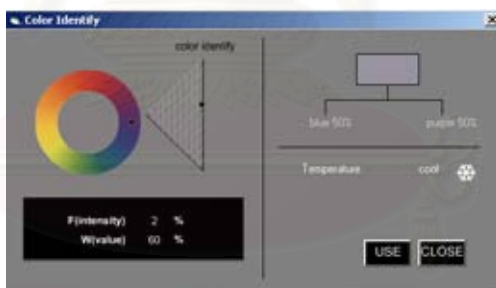 Color Identify
color identify
F(intensity) 2 %
W(value) 60 %
blue 50% purple 50%
Temperature cool
USE CLOSE